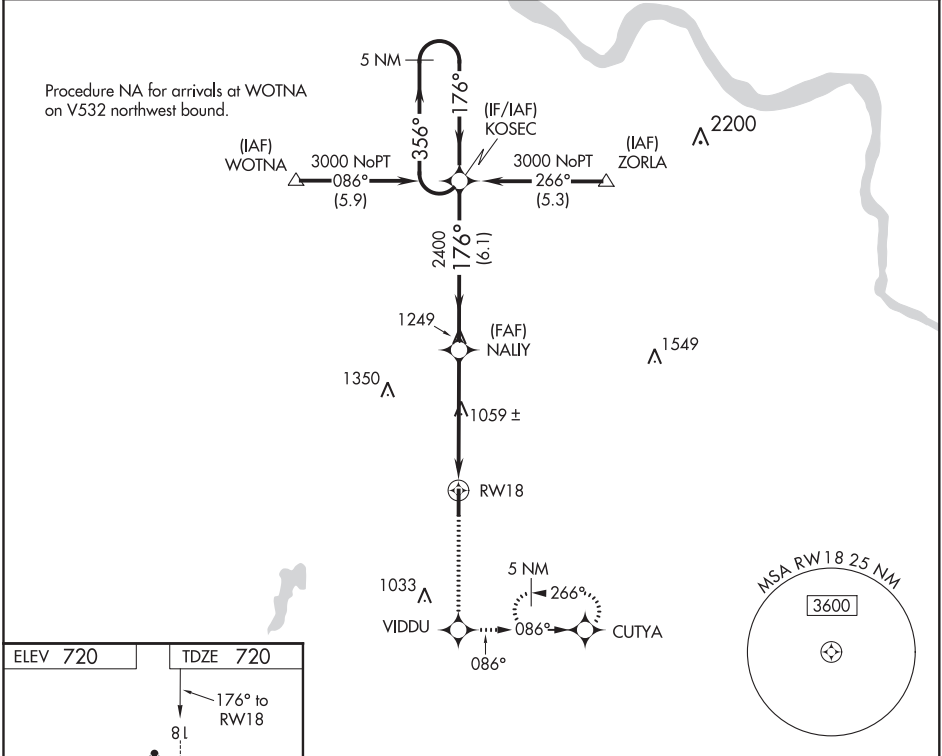 Procedure NA for arrivals at WOTNA
on V532 northwest bound.
5 NM
356°
176°
(IF/IAF)
KOSEC
(IAF)
WOTNA
3000 NoPT
086°
(5.9)
3000 NoPT
266°
(5.3)
(IAF)
ZORLA
2200
2400
176°
(6.1)
1249
(FAF)
NALIY
1549
1350
1059 ±
RW18
1033
5 NM
266°
VIDDU
086°
CUTYA
086°
MSA RW18 25 NM
3600
ELEV 720
TDZE 720
176° to
RW18
18